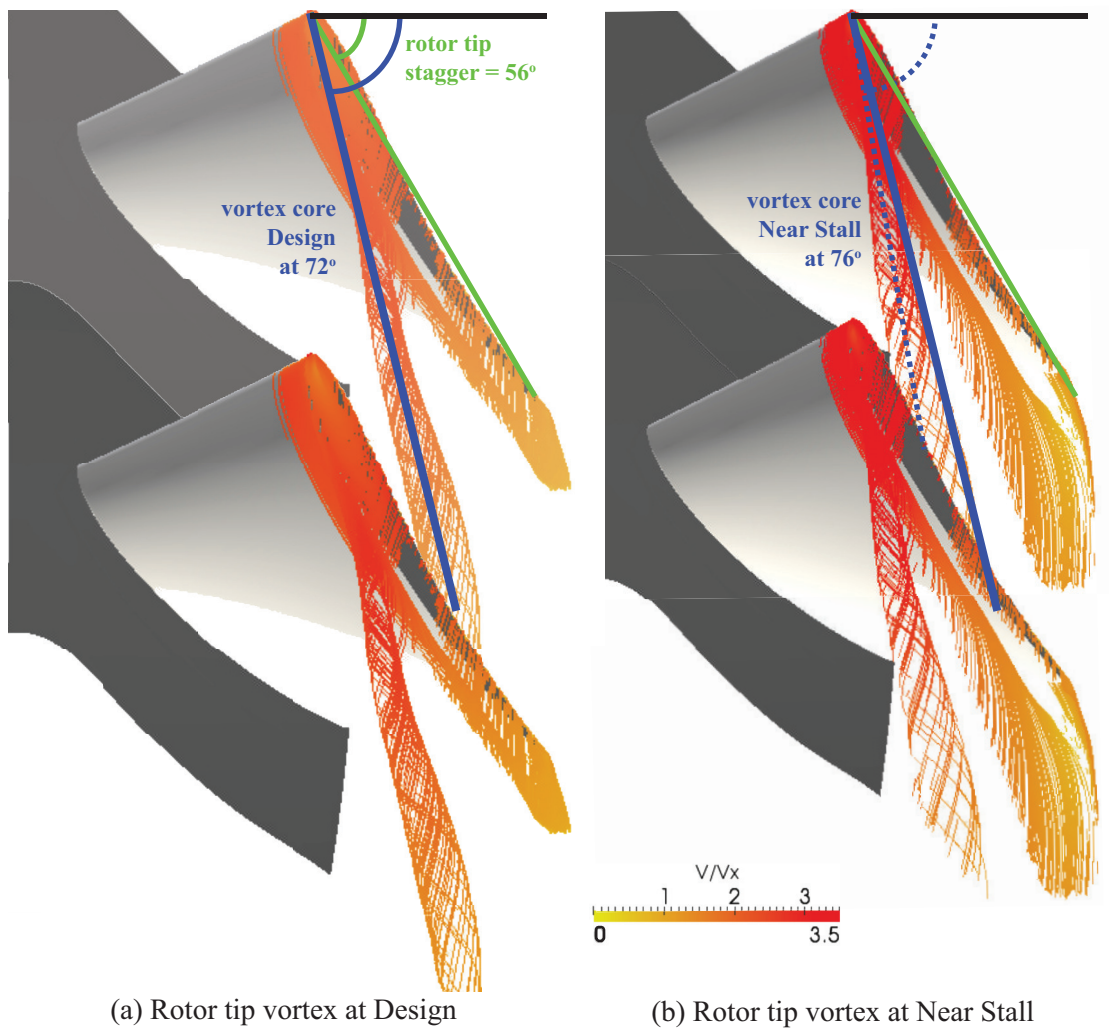 rotor tip
stagger = 56°
vortex core
Design
at 72°
vortex core
Near Stall
at 76°
V/Vx
1 2 3
0 3.5
(a) Rotor tip vortex at Design
(b) Rotor tip vortex at Near Stall